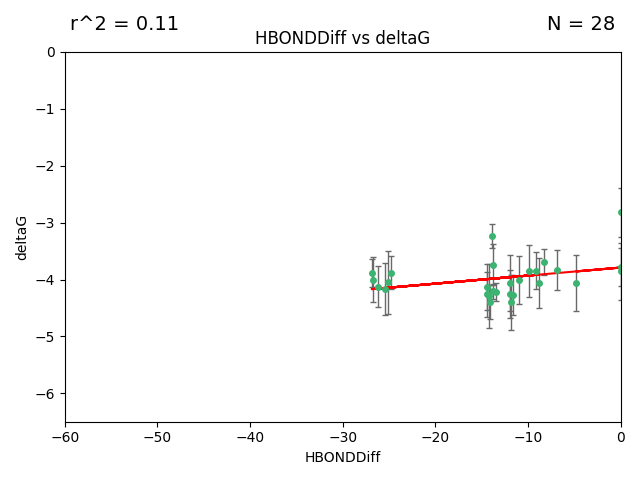 r^2 = 0.11
N = 28
HBONDDiff vs deltaG
deltaG
0
−1
−2
−3
−4
−5
−6
−60
−50
−40
−30
−20
−10
0
HBONDDiff